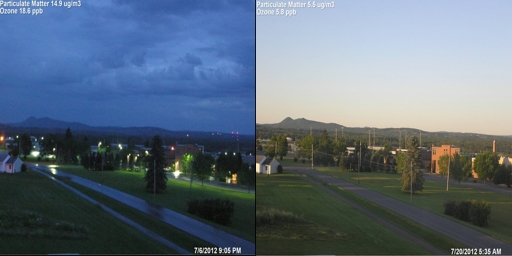 Particulate Matter 14.9 ug/m3
Ozone 18.6 ppb
7/6/2012 9:05 PM
Particulate Matter 5.5 ug/m3
Ozone 5.8 ppb
7/20/2012 5:35 AM